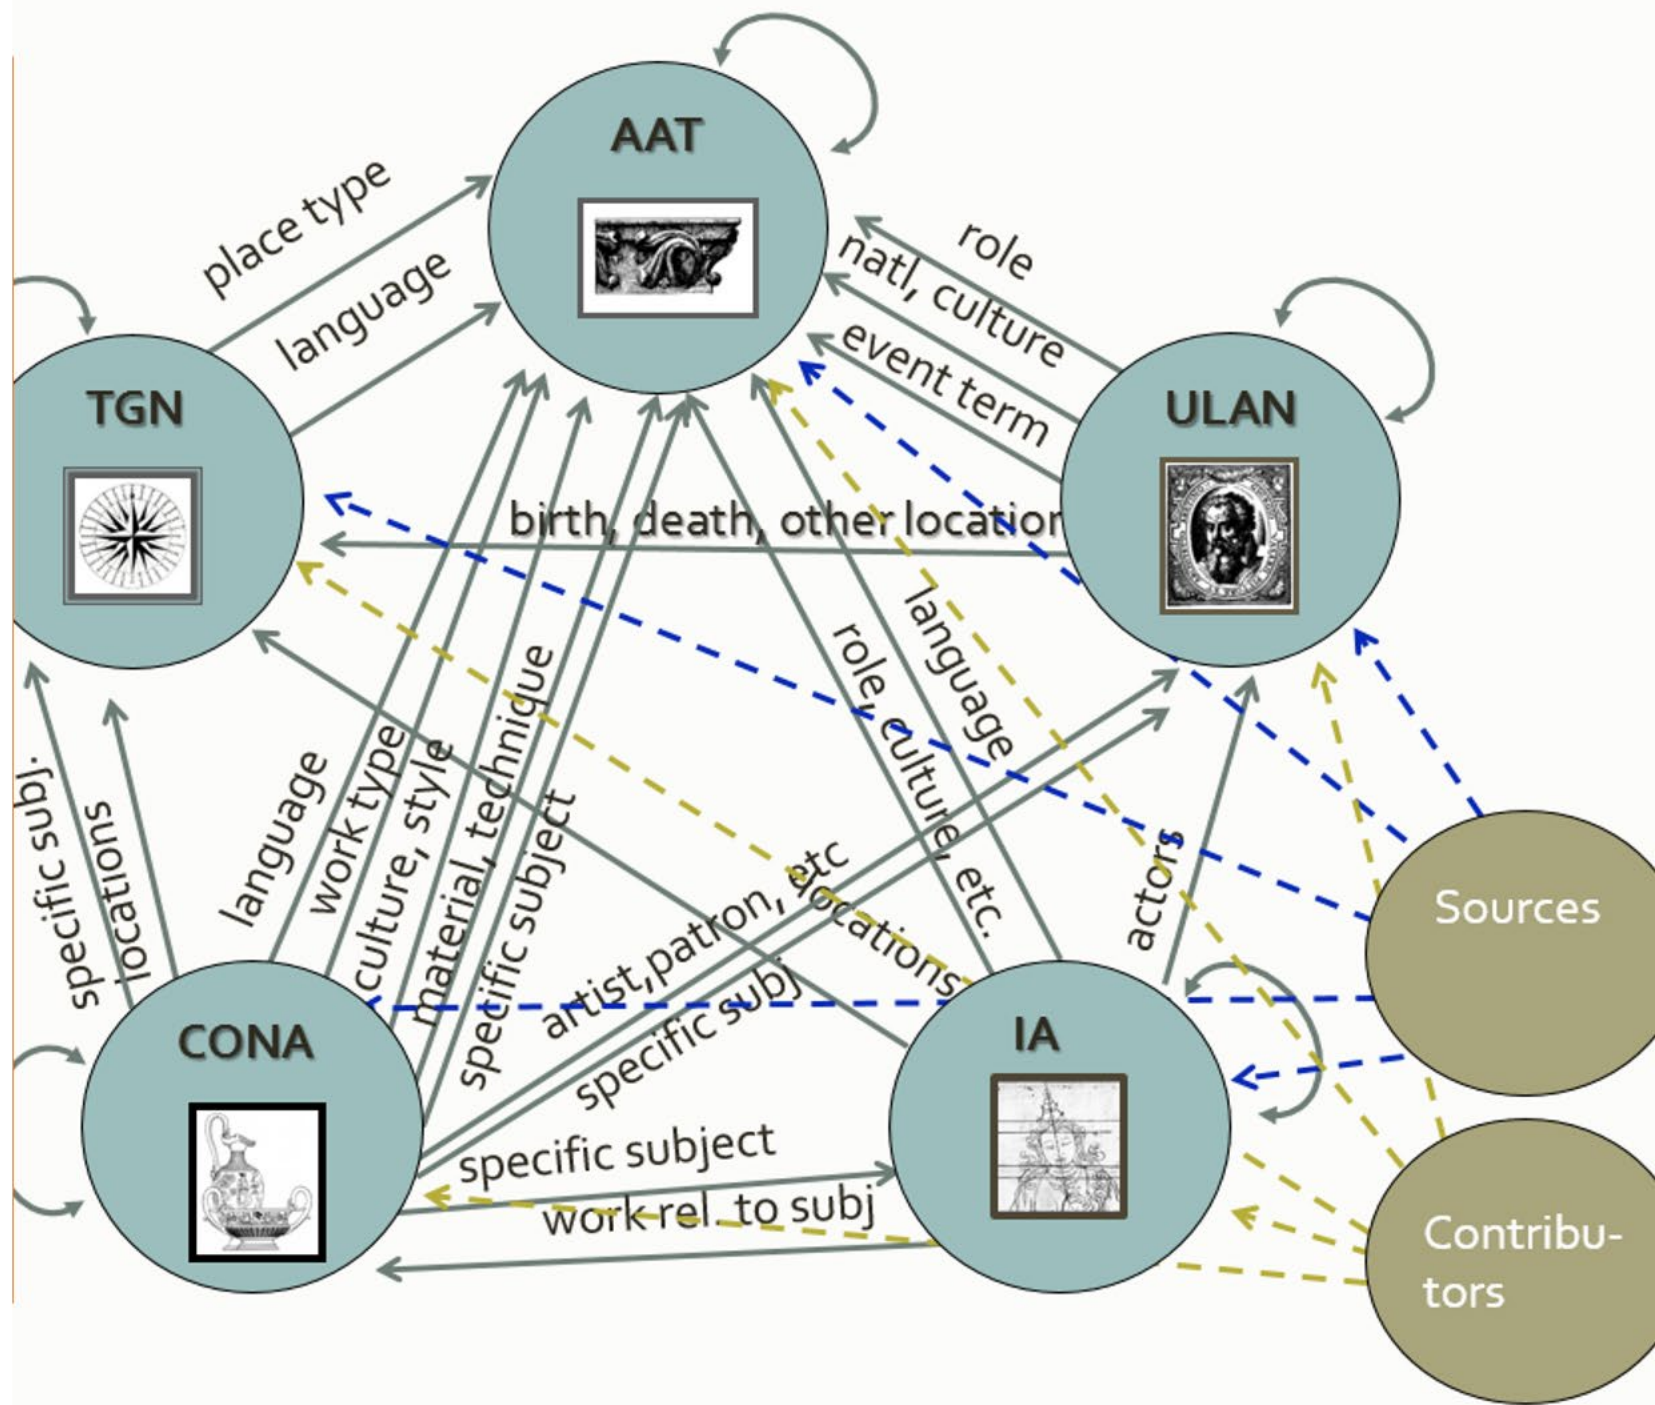 AAT
place type
language
role
natl, culture
event term
TGN
ULAN
birth, death, other location
language
role, culture, etc.
specific subj.
locations
language
work type
culture, style
material, technique
specific subject
artist,patron, etc
specific subj
locations
actors
Sources
CONA
IA
specific subject
work rel. to subj
Contribu-
tors